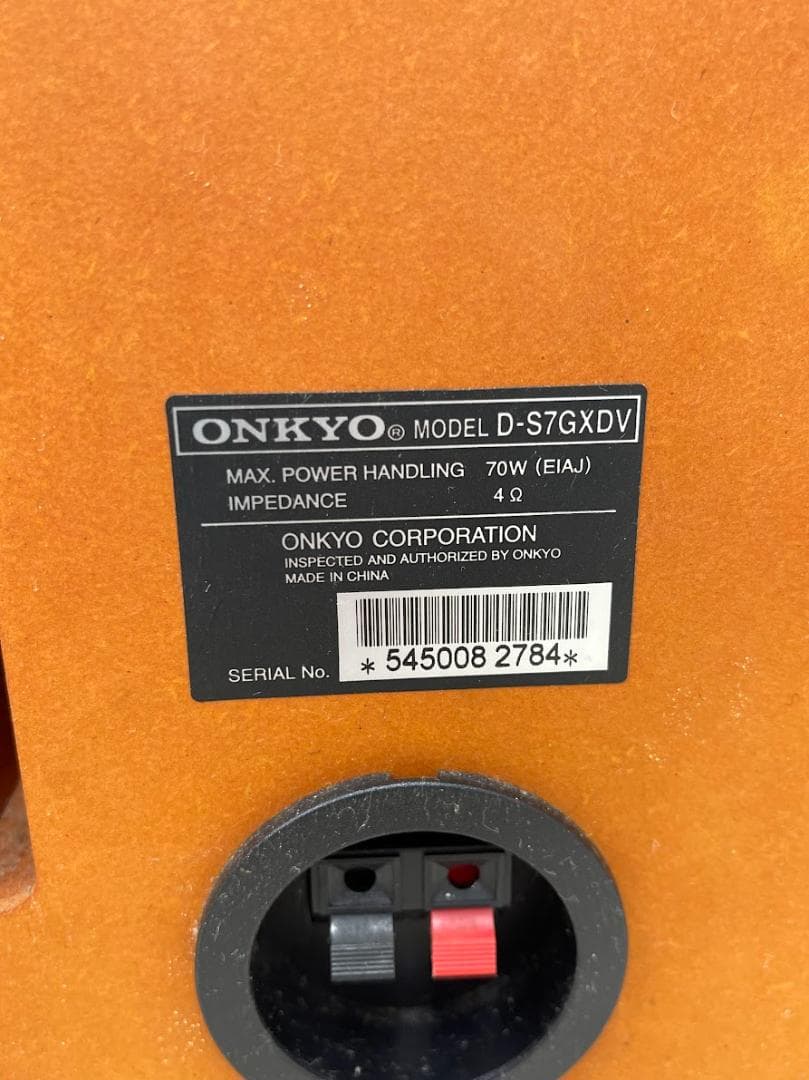 ONKYO® MODEL D-S7GXDV
MAX. POWER HANDLING 70W (EIAJ)
IMPEDANCE 4 Ω
ONKYO CORPORATION
INSPECTED AND AUTHORIZED BY ONKYO
MADE IN CHINA
SERIAL No. *545008 2784*